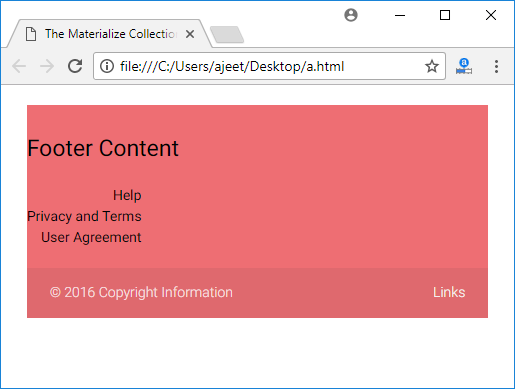 The Materialize Collection
file:///C:/Users/ajeet/Desktop/a.html
a
Footer Content
Help
Privacy and Terms
User Agreement
© 2016 Copyright Information
Links